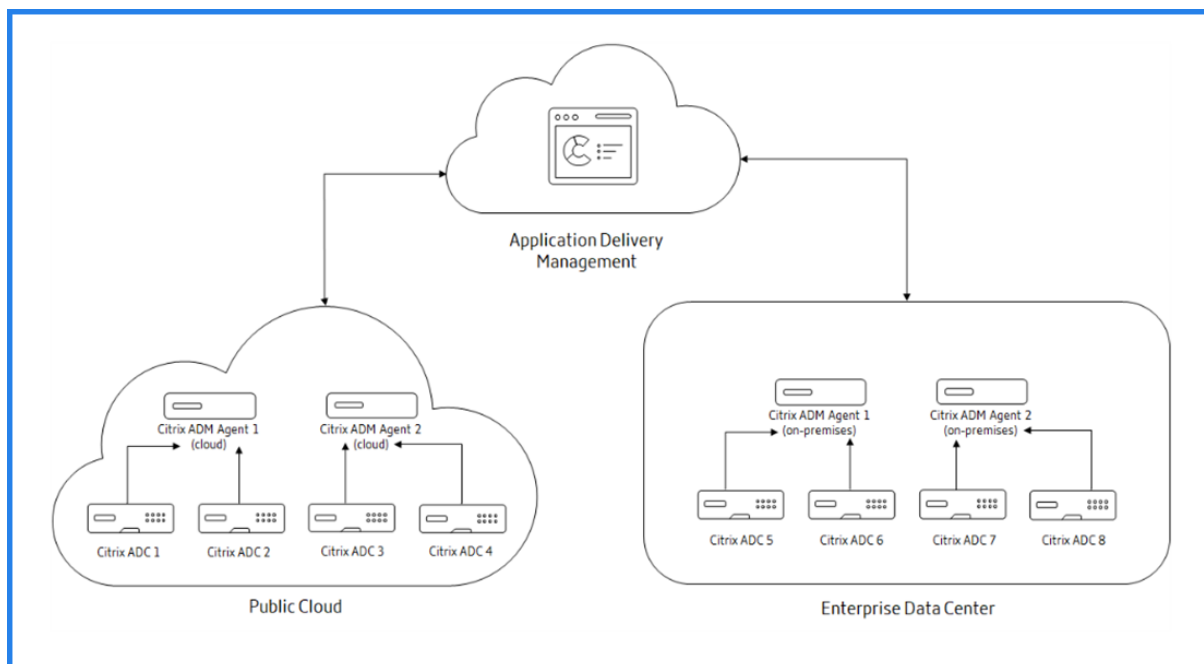 Application Delivery
Management
Citrix ADM Agent 1
(cloud)
Citrix ADM Agent 2
(cloud)
Citrix ADC 1
Citrix ADC 2
Citrix ADC 3
Citrix ADC 4
Public Cloud
Citrix ADM Agent 1
(on-premises)
Citrix ADM Agent 2
(on-premises)
Citrix ADC 5
Citrix ADC 6
Citrix ADC 7
Citrix ADC 8
Enterprise Data Center